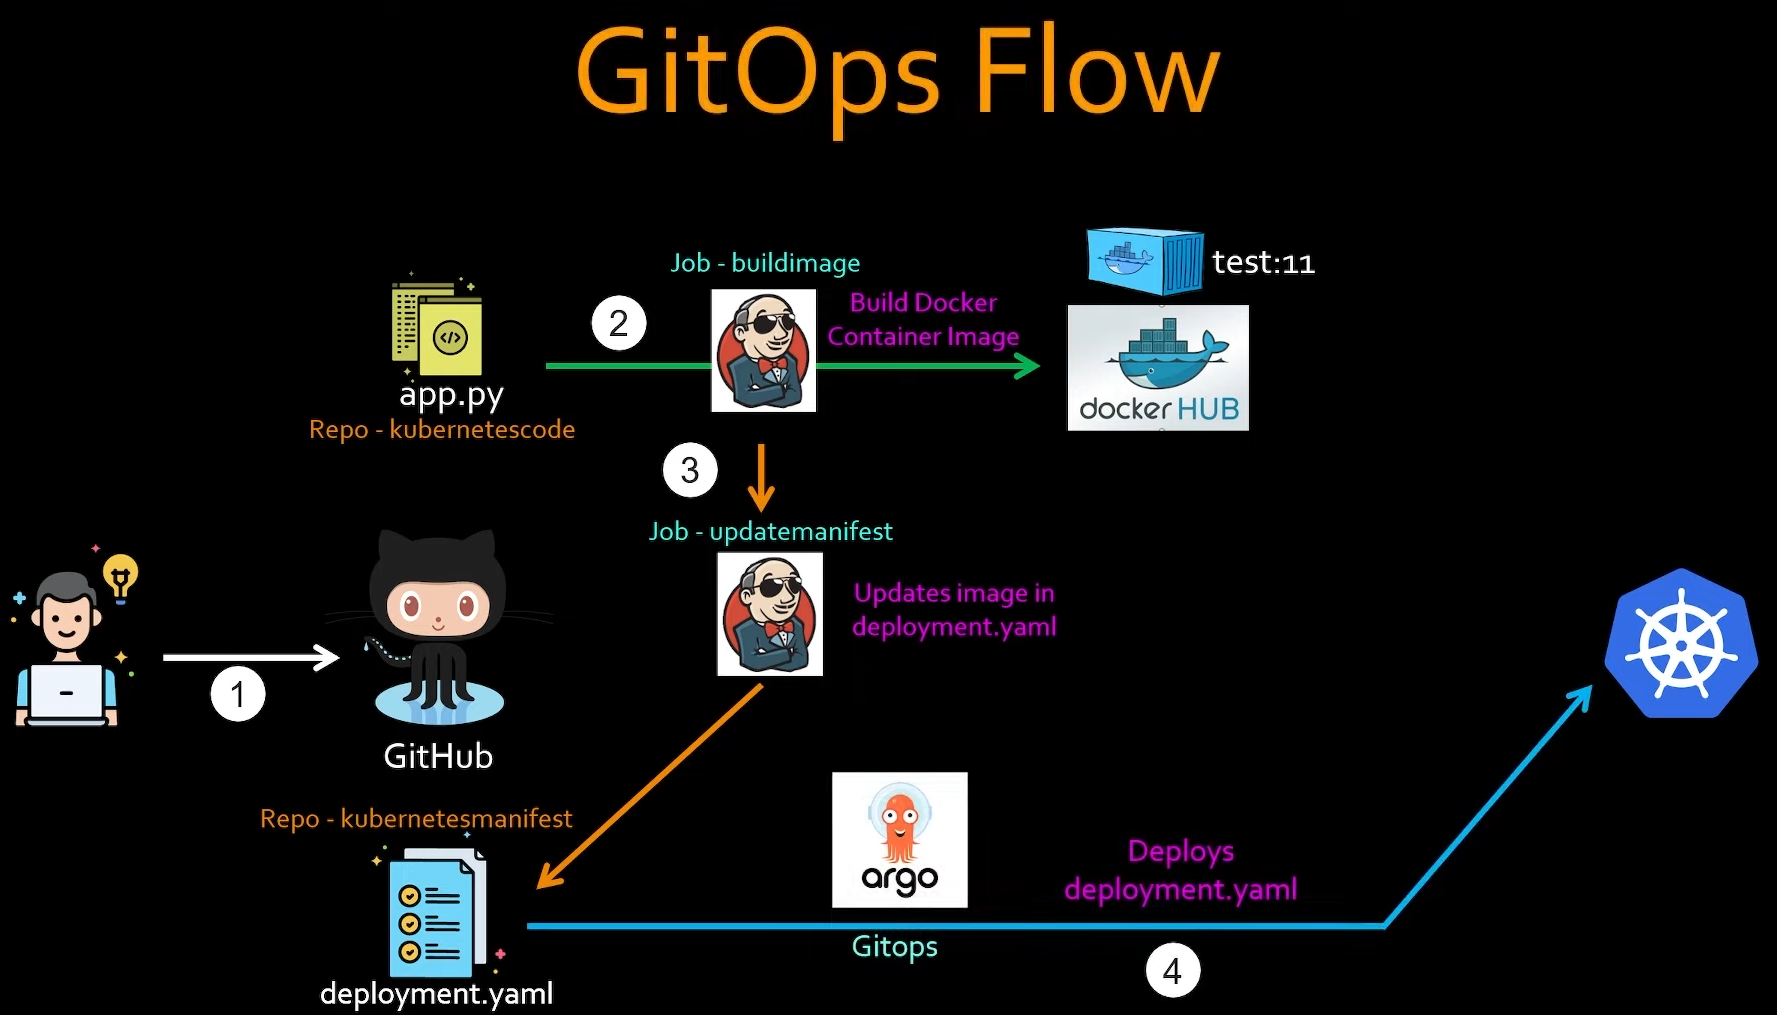 GitOps Flow
Job - buildimage
test:11
2
Build Docker
Container Image
app.py
docker HUB
Repo - kubernetescode
3
Job - updatemanifest
Updates image in
deployment.yaml
1
GitHub
Repo - kubernetesmanifest
argo
Deploys
deployment.yaml
Gitops
4
deployment.yaml